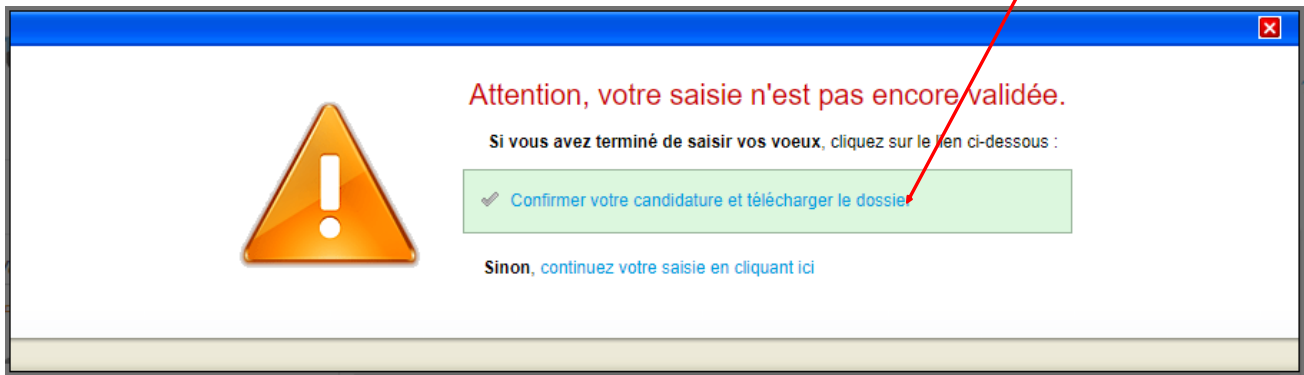 Attention, votre saisie n'est pas encore validée.
Si vous avez terminé de saisir vos voeux, cliquez sur le lien ci-dessous :
Confirmer votre candidature et télécharger le dossier
Sinon, continuez votre saisie en cliquant ici